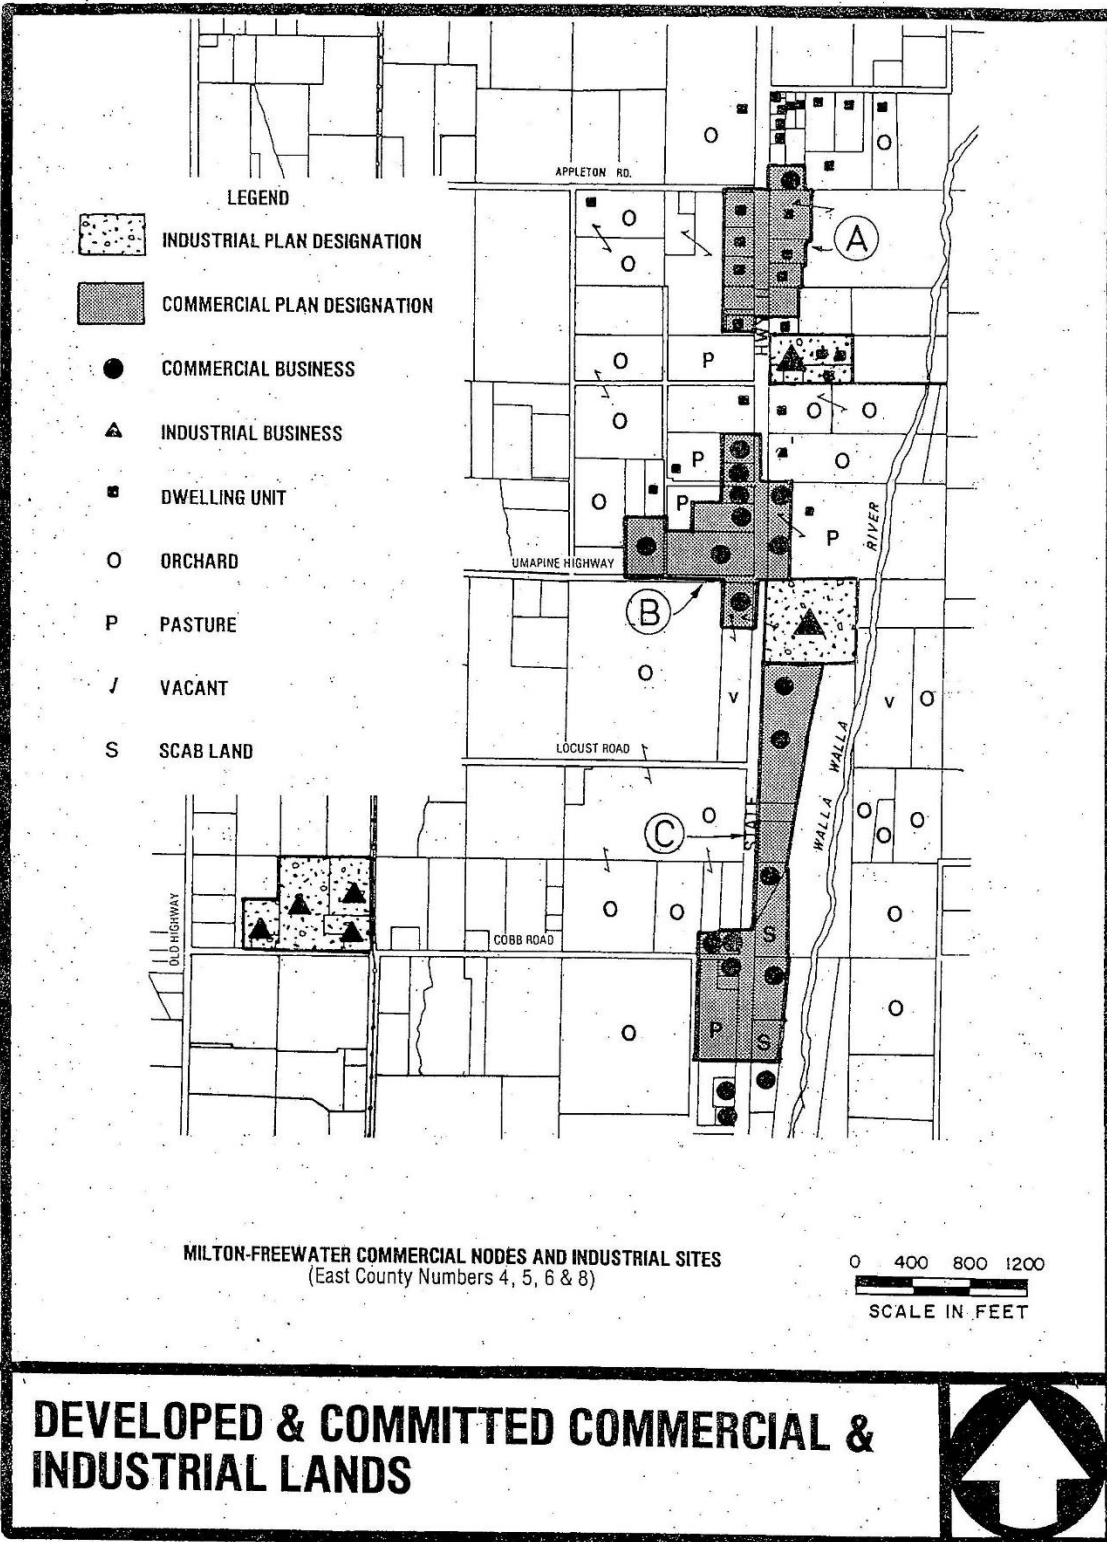 APPLETON RD.
LEGEND
INDUSTRIAL PLAN DESIGNATION
COMMERCIAL PLAN DESIGNATION
COMMERCIAL BUSINESS
INDUSTRIAL BUSINESS
DWELLING UNIT
O ORCHARD
P PASTURE
VACANT
S SCAB LAND
O
O
O
O
A
HWY. 11
O
P
O
O
O
P
O
O
P
P
RIVER
UMAPINE HIGHWAY
B
O
V
V
O
LOCUST ROAD
WALLA
WALLA
STATE
O
C
O
O
O
OLD HIGHWAY
O
O
S
O
COBB ROAD
O
P
S
O
MILTON-FREEWATER COMMERCIAL NODES AND INDUSTRIAL SITES
(East County Numbers 4, 5, 6 & 8)
0 400 800 1200
SCALE IN FEET
DEVELOPED & COMMITTED COMMERCIAL &
INDUSTRIAL LANDS